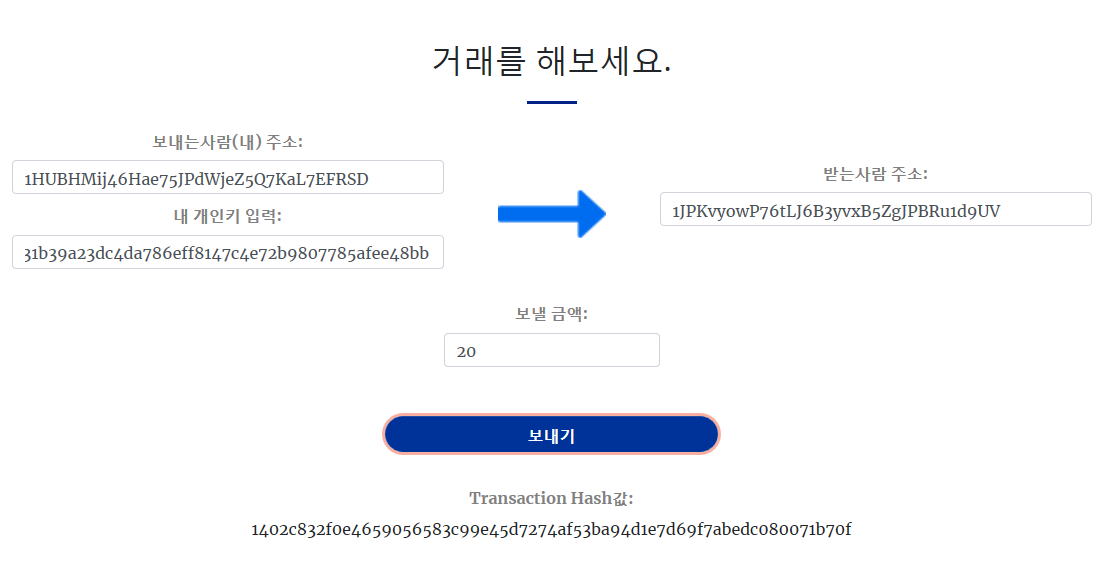 거래를 해보세요.
보내는사람(내) 주소:
1HUBHMij46Hae75JPdWjeZ5Q7KaL7EFRSD
내 개인키 입력:
31b39a23dc4da786eff8147c4e72b9807785afee48bb
받는사람 주소:
1JPKvyowP76tLJ6B3yvxB5ZgJPBRu1d9UV
보낼 금액:
20
보내기
Transaction Hash값:
1402c832f0e4659056583c99e45d7274af53ba94d1e7d69f7abedc080071b70f